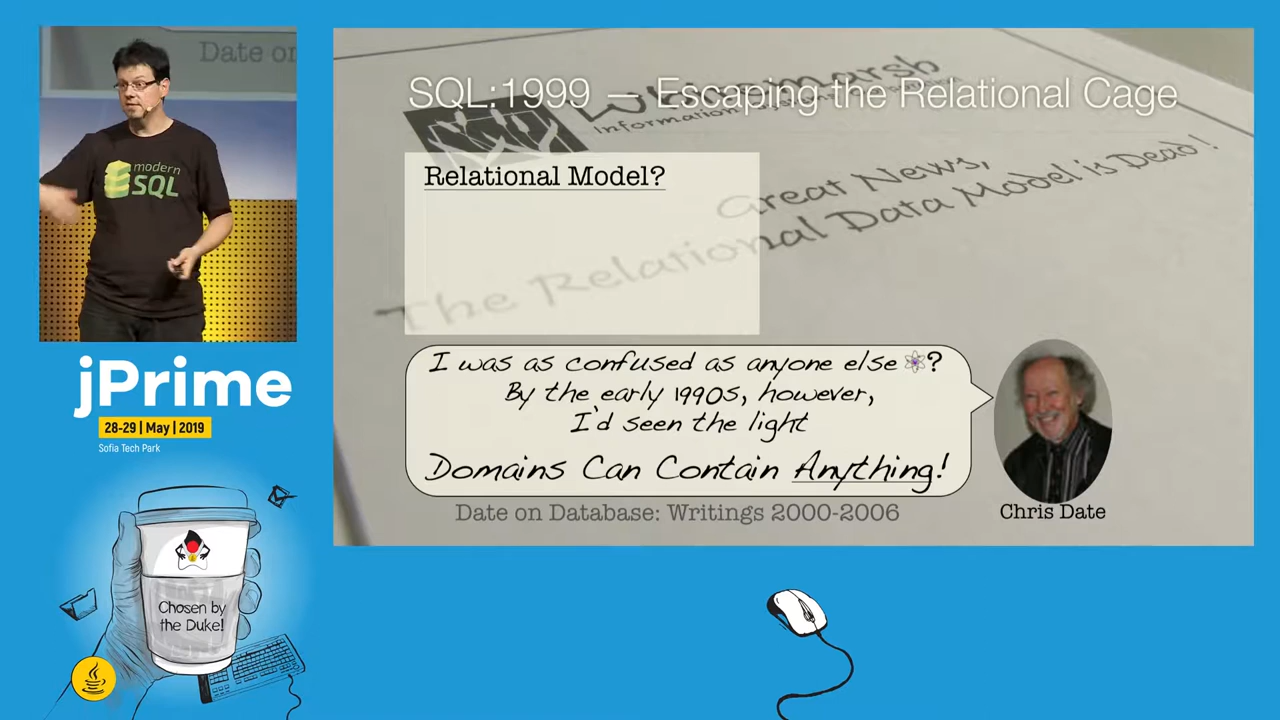 Date on
modern
SQL
jPrime
28-29 | May | 2019
Sofia Tech Park
Chosen by
the Duke!
SQL:1999 — Escaping the Relational Cage
Whitemarsh
Information
Great News,
The Relational Data Model is Dead!
Relational Model?
I was as confused as anyone else ⚛?
By the early 1990s, however,
I'd seen the light
Domains Can Contain Anything!
Date on Database: Writings 2000-2006
Chris Date